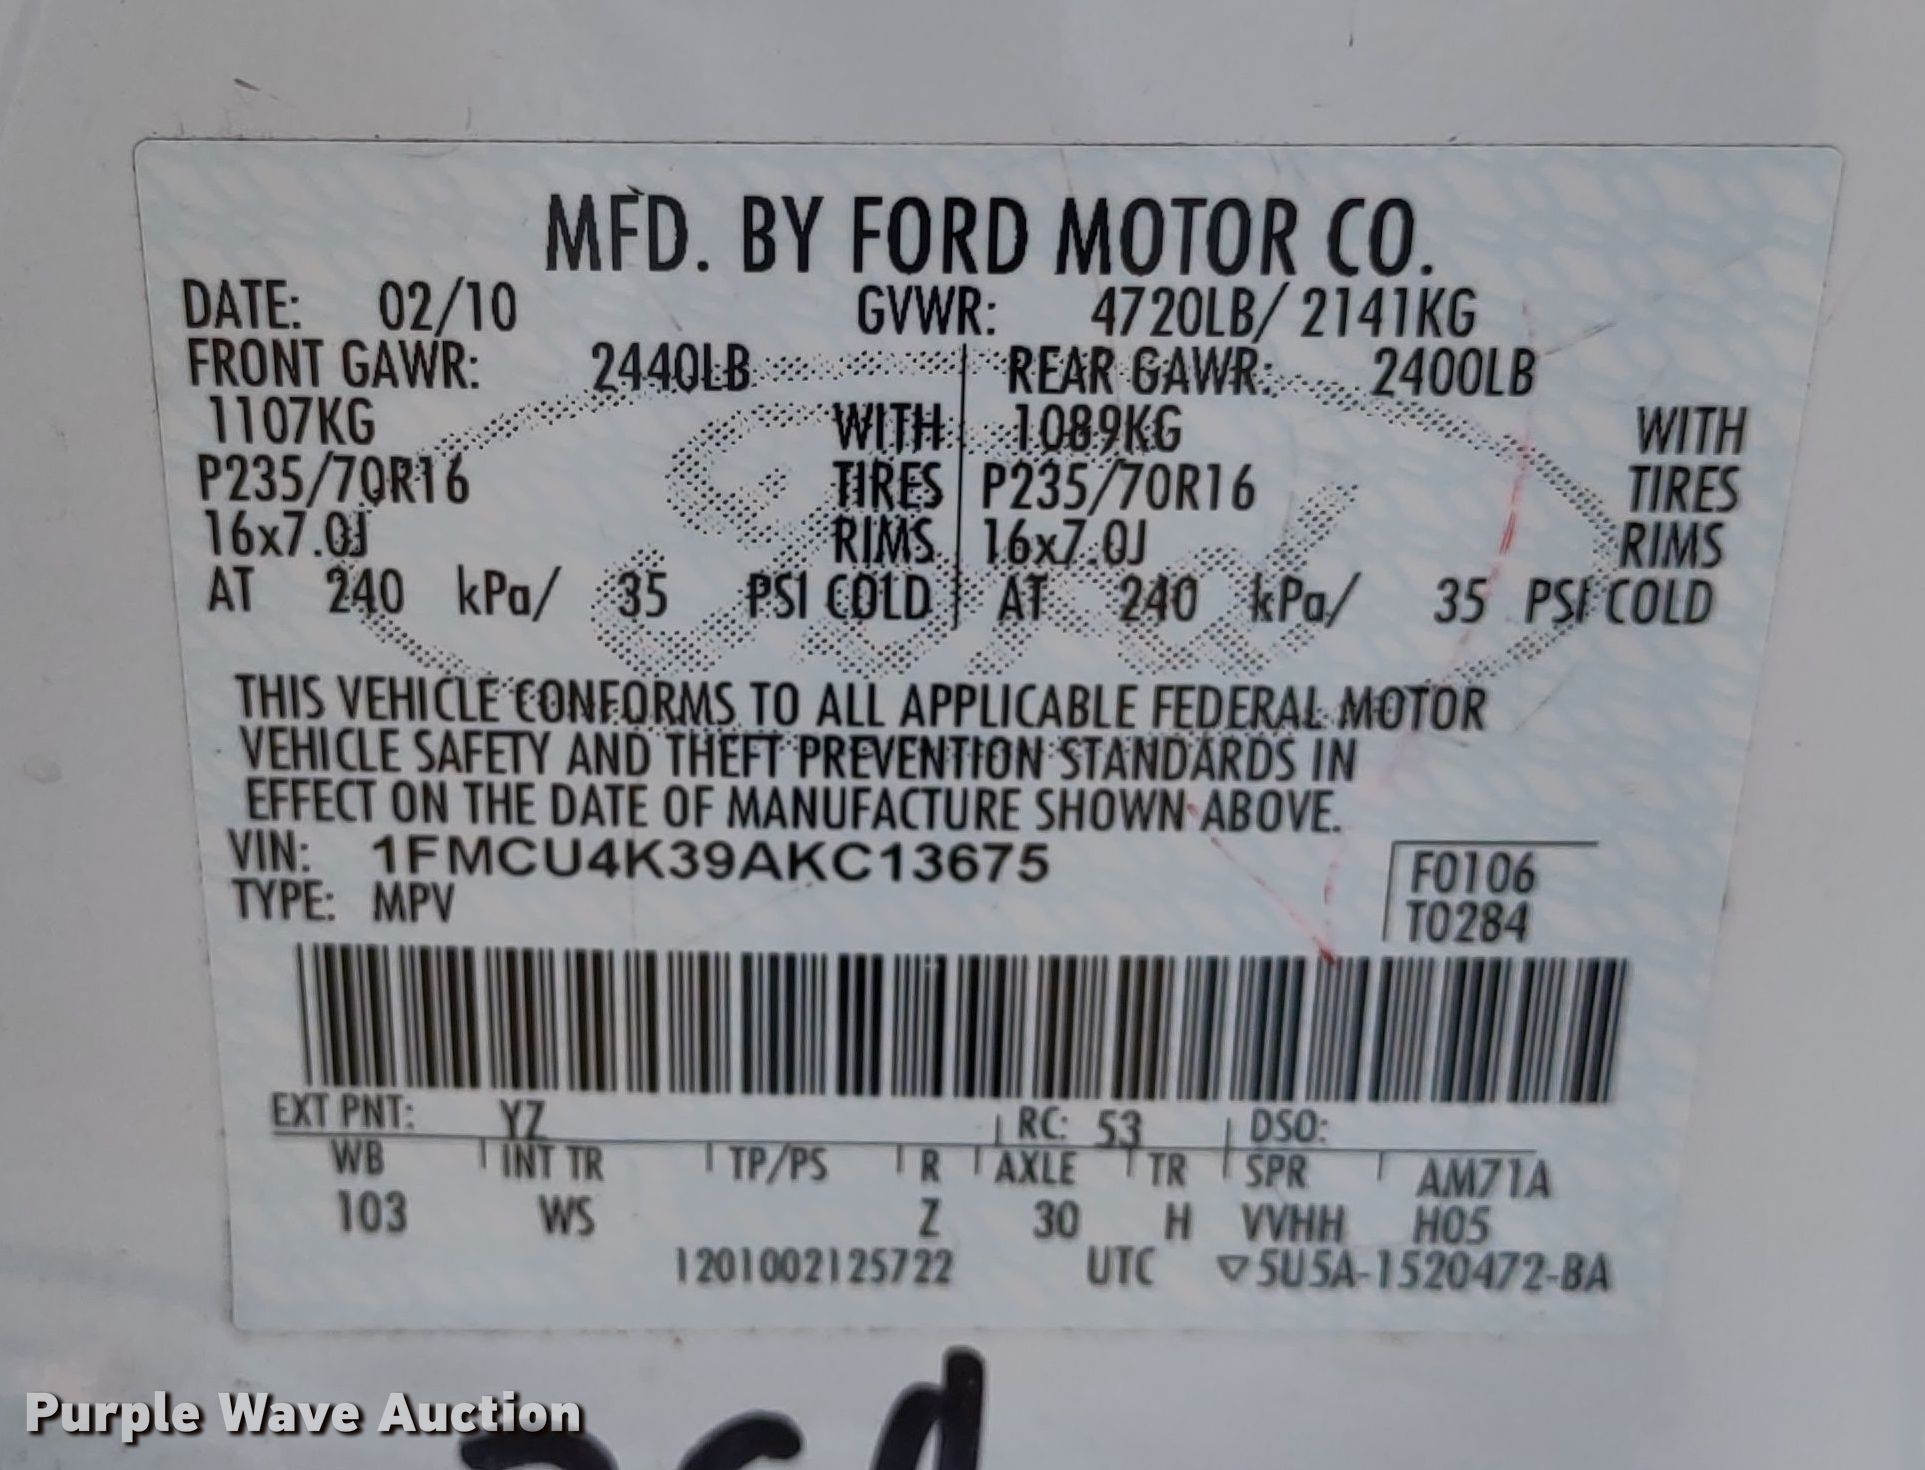 MFD. BY FORD MOTOR CO.
DATE: 02/10 GVWR: 4720LB/ 2141KG
FRONT GAWR: 2440LB REAR GAWR: 2400LB
1107KG WITH 1089KG WITH
P235/70R16 TIRES P235/70R16 TIRES
16x7.0J RIMS 16x7.0J RIMS
AT 240 kPa/ 35 PSI COLD AT 240 kPa/ 35 PSI COLD
THIS VEHICLE CONFORMS TO ALL APPLICABLE FEDERAL MOTOR
VEHICLE SAFETY AND THEFT PREVENTION STANDARDS IN
EFFECT ON THE DATE OF MANUFACTURE SHOWN ABOVE.
VIN: 1FMCU4K39AKC13675 F0106
TYPE: MPV T0284
EXT PNT: YZ RC: 53 DSO:
WB INT TR TP/PS R AXLE TR SPR AM71A
103 WS Z 30 H VVHH H05
1201002125722 UTC ▽5U5A-1520472-BA
Purple Wave Auction